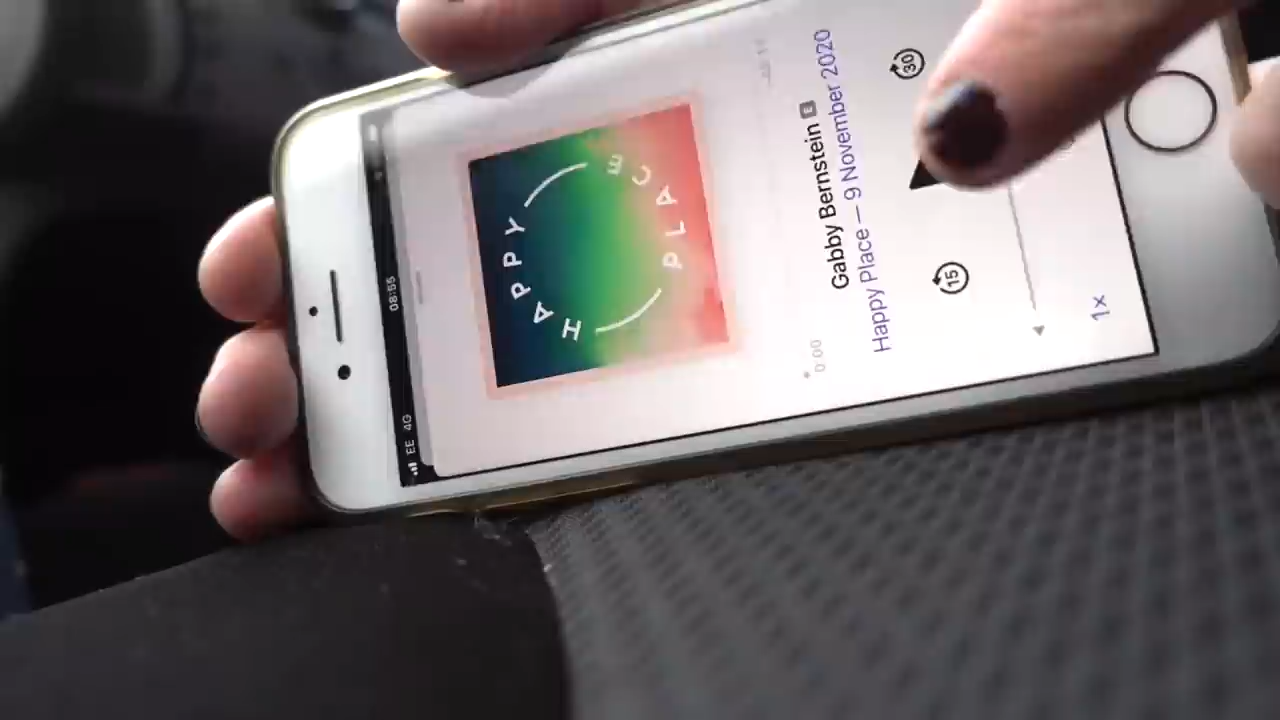 EE 4G
08:55
HAPPY
PLACE
0:00
Gabby Bernstein E
Happy Place — 9 November 2020
15
30
1x